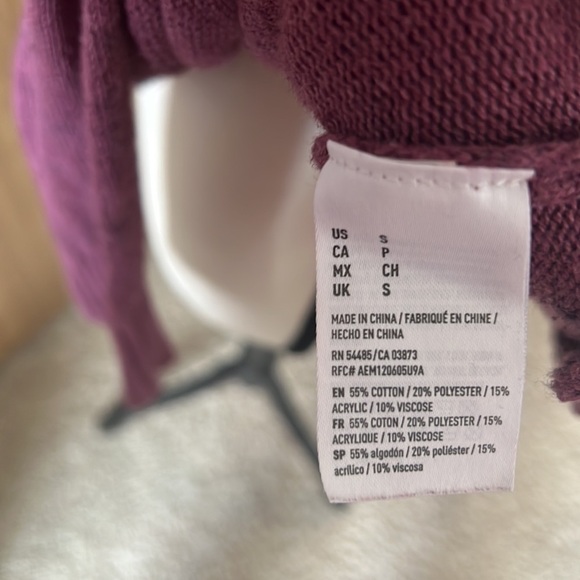 US S
CA P
MX CH
UK S
MADE IN CHINA / FABRIQUÉ EN CHINE /
HECHO EN CHINA
RN 54485/CA 03873
RFC# AEM120605U9A
EN 55% COTTON / 20% POLYESTER / 15%
ACRYLIC / 10% VISCOSE
FR 55% COTON / 20% POLYESTER / 15%
ACRYLIQUE / 10% VISCOSE
SP 55% algodón / 20% poliéster / 15%
acrílico / 10% viscosa